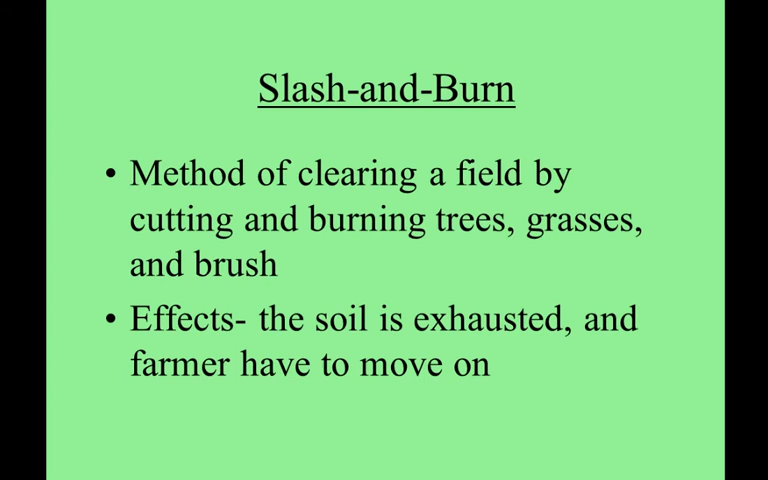 Slash-and-Burn
• Method of clearing a field by
cutting and burning trees, grasses,
and brush
• Effects- the soil is exhausted, and
farmer have to move on